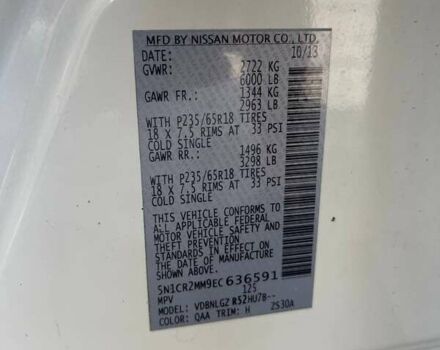 MFD BY NISSAN MOTOR CO., LTD.
DATE: 10/13
GVWR: 2722 KG
6000 LB
GAWR FR.: 1344 KG
2963 LB
WITH P235/65R18 TIRES
18 X 7.5 RIMS AT 33 PSI
COLD SINGLE
GAWR RR.: 1496 KG
3298 LB
WITH P235/65R18 TIRES
18 X 7.5 RIMS AT 33 PSI
COLD SINGLE
THIS VEHICLE CONFORMS TO
ALL APPLICABLE FEDERAL
MOTOR VEHICLE SAFETY AND
THEFT PREVENTION
STANDARDS IN EFFECT ON
THE DATE OF MANUFACTURE
SHOWN ABOVE.
5N1CR2MM9EC636591
MPV 125
VDBNLGZ R52HU7B--
COLOR: QAA TRIM: H 2S30A